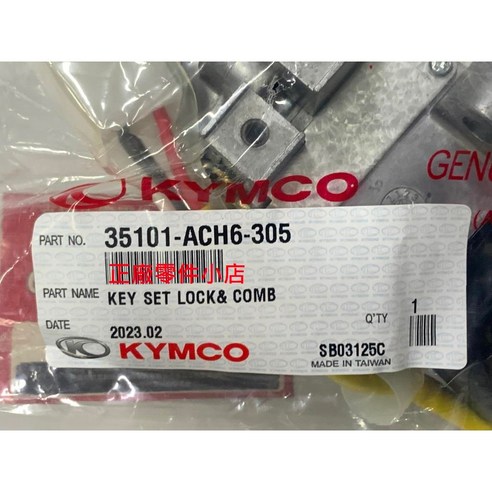 KYMCO
GENU
PART NO. 35101-ACH6-305
正廠零件小店
PART NAME KEY SET LOCK& COMB
DATE 2023.02 Q'TY 1
KYMCO SB03125C
MADE IN TAIWAN